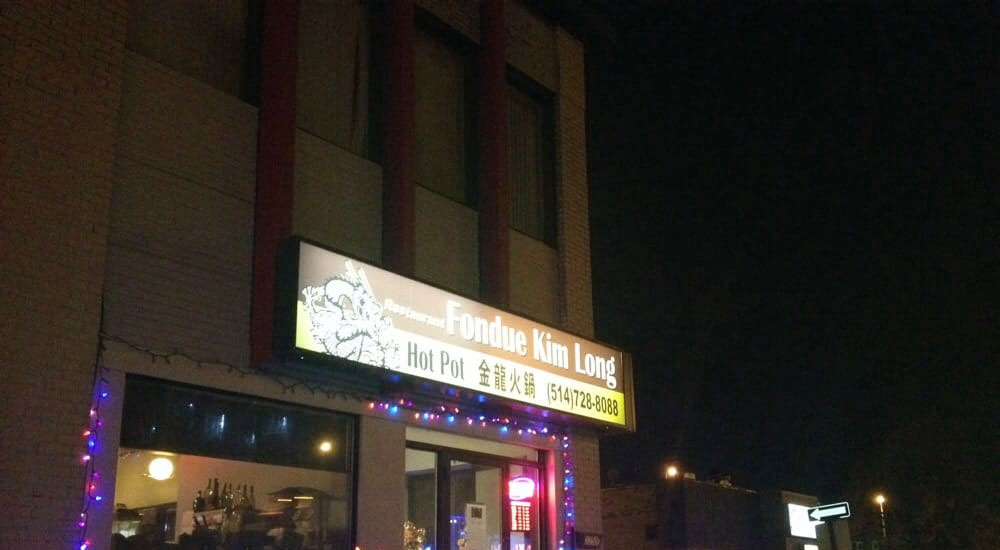 Restaurant Fondue Kim Long
Hot Pot 金龍火鍋 (514)728-8088